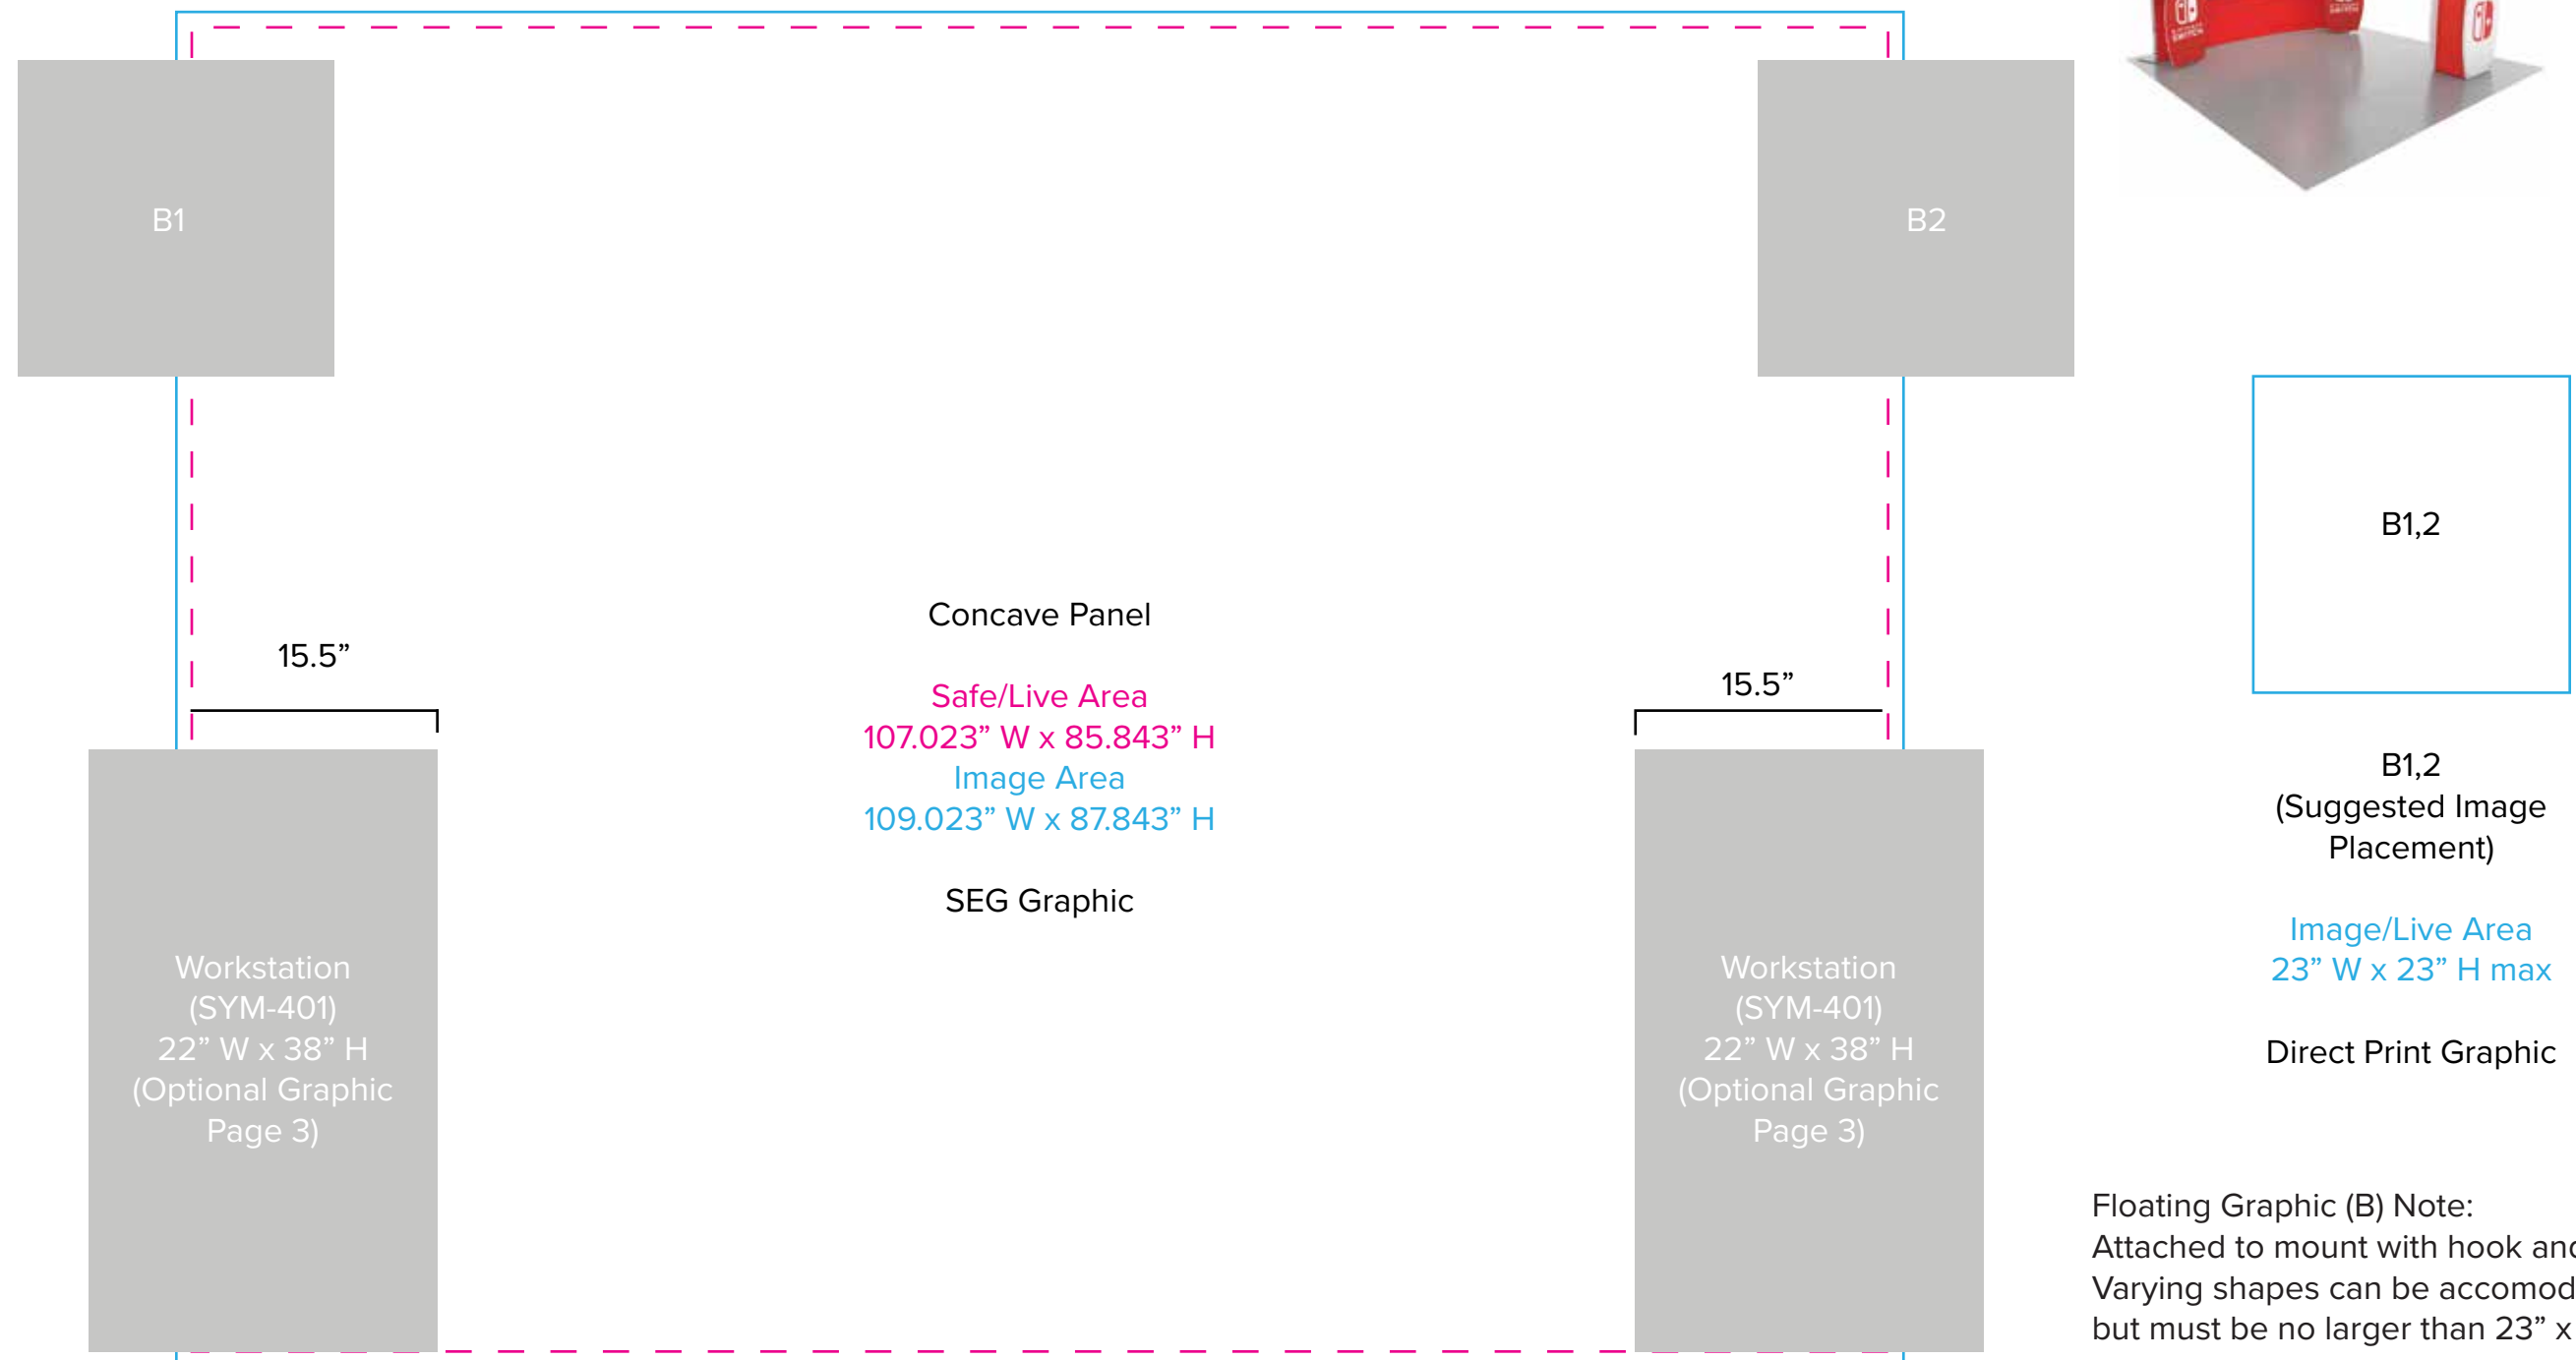 SWITCH
B1
B2
B1,2
15.5”
15.5”
Concave Panel
Safe/Live Area
107.023” W x 85.843” H
Image Area
109.023” W x 87.843” H
SEG Graphic
B1,2
(Suggested Image
Placement)
Image/Live Area
23” W x 23” H max
Direct Print Graphic
Workstation
(SYM-401)
22” W x 38” H
(Optional Graphic
Page 3)
Workstation
(SYM-401)
22” W x 38” H
(Optional Graphic
Page 3)
Floating Graphic (B) Note:
Attached to mount with hook and
Varying shapes can be accomod
but must be no larger than 23” x